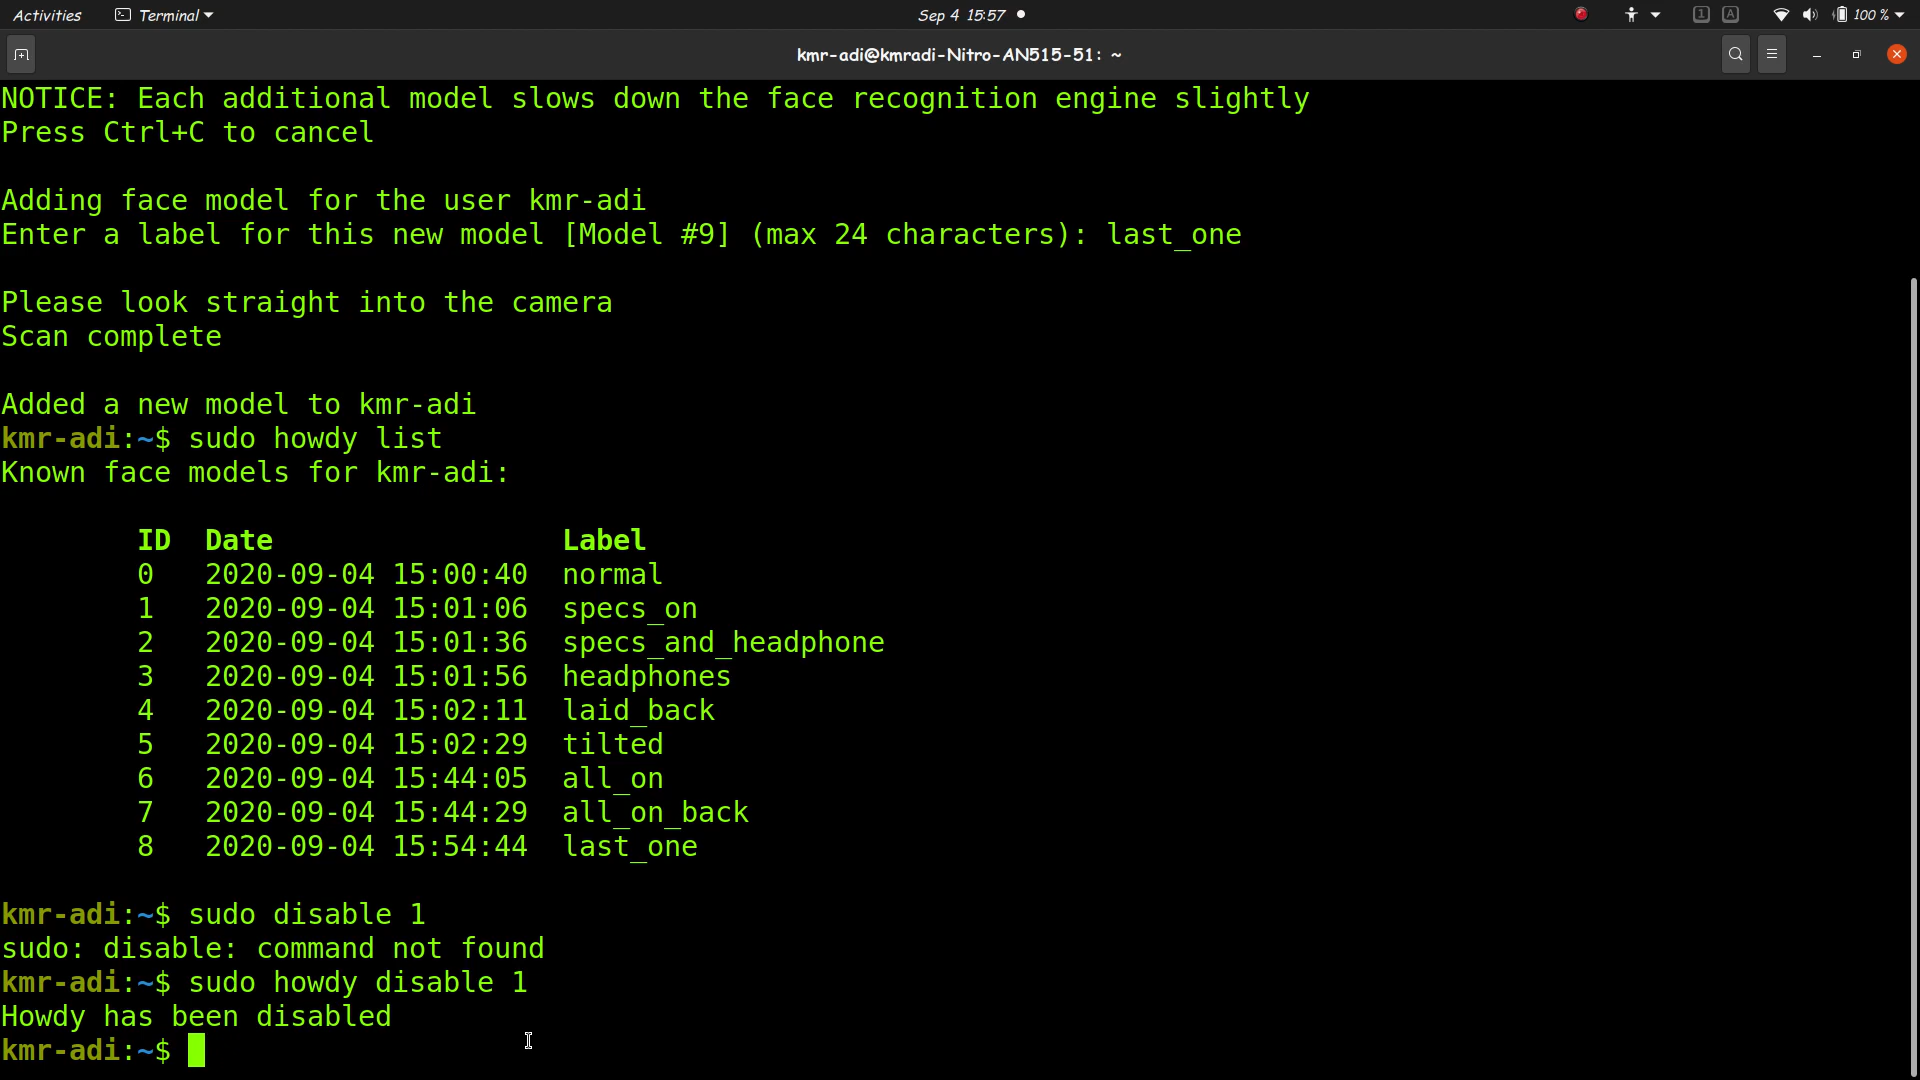 Activities Terminal Sep 4 15:57 1 A 100 %
kmr-adi@kmradi-Nitro-AN515-51: ~
NOTICE: Each additional model slows down the face recognition engine slightly
Press Ctrl+C to cancel
Adding face model for the user kmr-adi
Enter a label for this new model [Model #9] (max 24 characters): last_one
Please look straight into the camera
Scan complete
Added a new model to kmr-adi
kmr-adi:~$ sudo howdy list
Known face models for kmr-adi:
ID Date Label
0 2020-09-04 15:00:40 normal
1 2020-09-04 15:01:06 specs_on
2 2020-09-04 15:01:36 specs_and_headphone
3 2020-09-04 15:01:56 headphones
4 2020-09-04 15:02:11 laid_back
5 2020-09-04 15:02:29 tilted
6 2020-09-04 15:44:05 all_on
7 2020-09-04 15:44:29 all_on_back
8 2020-09-04 15:54:44 last_one
kmr-adi:~$ sudo disable 1
sudo: disable: command not found
kmr-adi:~$ sudo howdy disable 1
Howdy has been disabled
kmr-adi:~$